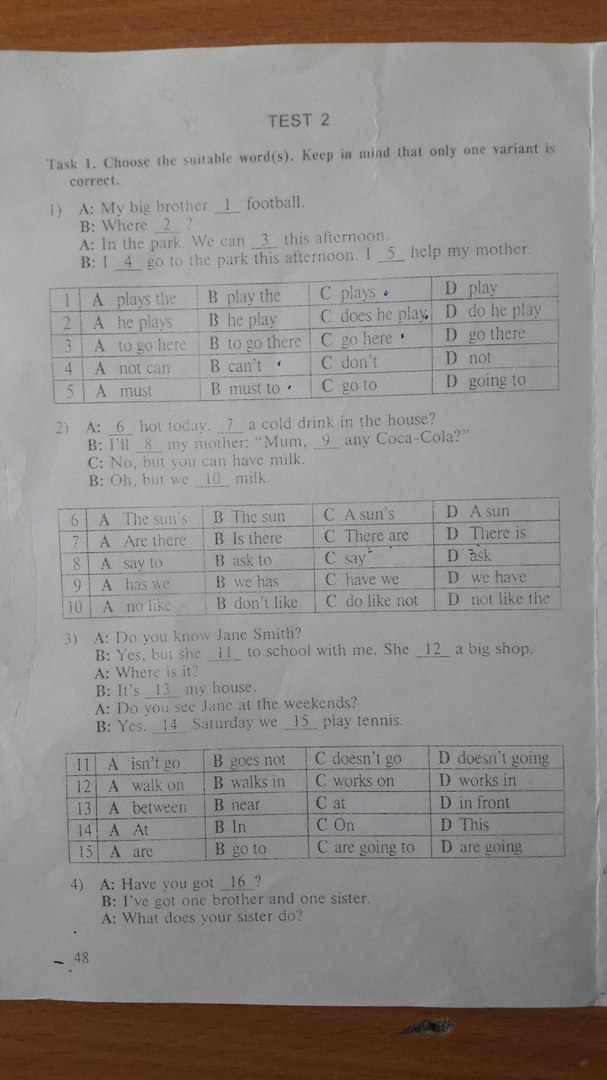 TEST 2
Task 1. Choose the suitable word(s). Keep in mind that only one variant is
correct.
1) A: My big brother 1 football.
B: Where 2 ?
A: In the park. We can 3 this afternoon.
B: I 4 go to the park this afternoon. I 5 help my mother.
1 A plays the B play the C plays D play
2 A he plays B he play C does he play D do he play
3 A to go here B to go there C go here D go there
4 A not can B can't C don't D not
5 A must B must to C go to D going to
2) A: 6 hot today. 7 a cold drink in the house?
B: I'll 8 my mother: "Mum, 9 any Coca-Cola?"
C: No, but you can have milk.
B: Oh, but we 10 milk.
6 A The sun's B The sun C A sun's D A sun
7 A Are there B Is there C There are D There is
8 A say to B ask to C say D ask
9 A has we B we has C have we D we have
10 A no like B don't like C do like not D not like the
3) A: Do you know Jane Smith?
B: Yes, but she 11 to school with me. She 12 a big shop.
A: Where is it?
B: It's 13 my house.
A: Do you see Jane at the weekends?
B: Yes. 14 Saturday we 15 play tennis.
11 A isn't go B goes not C doesn't go D doesn't going
12 A walk on B walks in C works on D works in
13 A between B near C at D in front
14 A At B In C On D This
15 A are B go to C are going to D are going
4) A: Have you got 16 ?
B: I've got one brother and one sister.
A: What does your sister do?
48